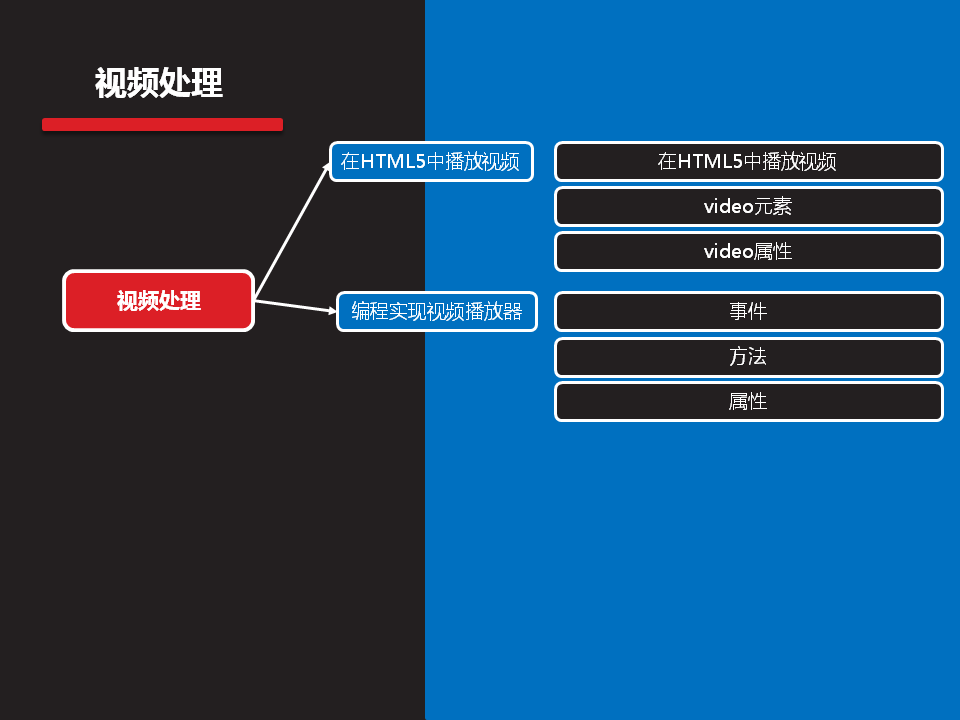 视频处理
在HTML5中播放视频
在HTML5中播放视频
video元素
video属性
视频处理
编程实现视频播放器
事件
方法
属性